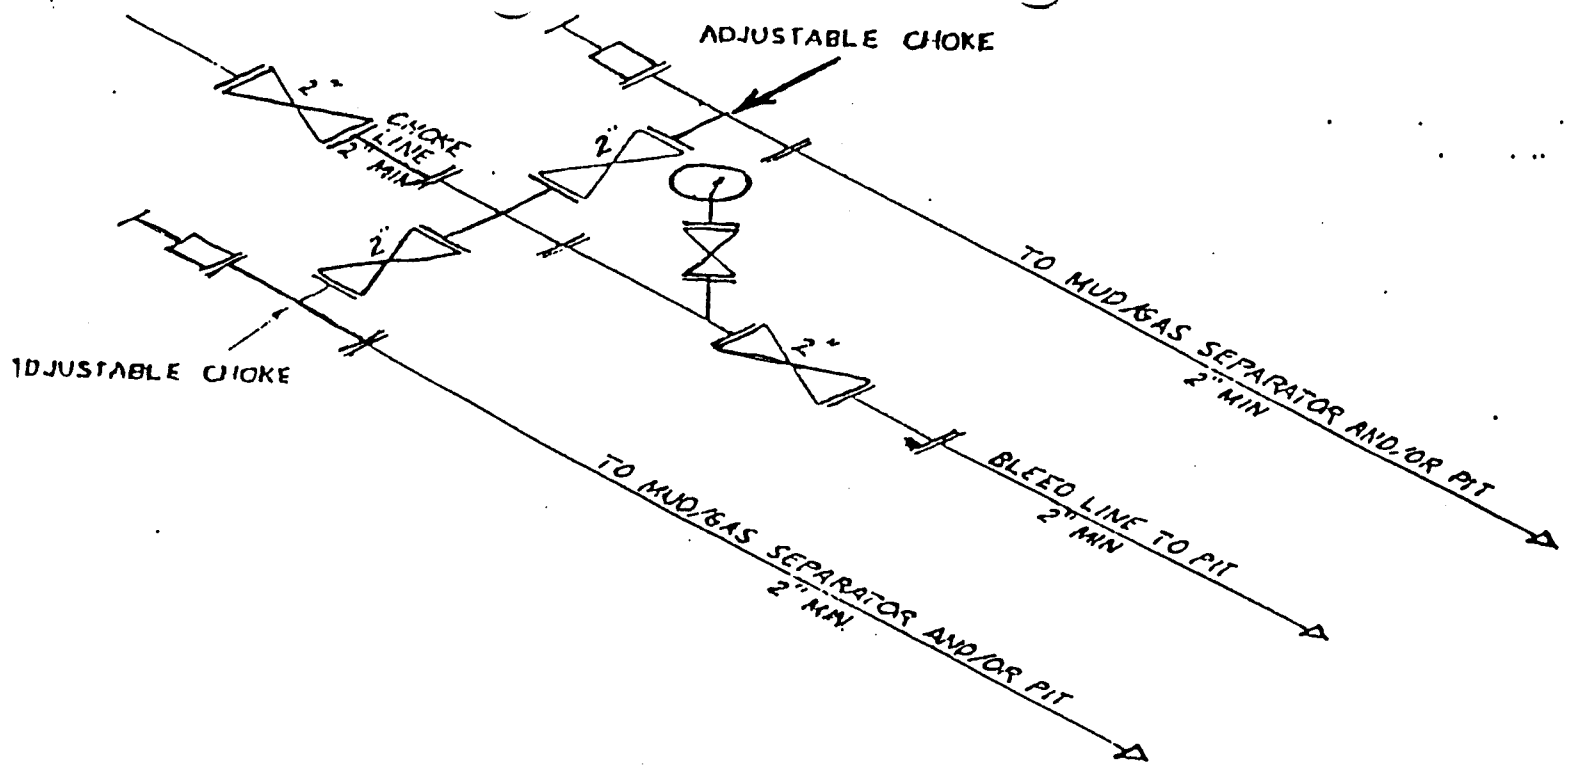 ADJUSTABLE CHOKE
2"
CHOKE
LINE
2" MIN
2"
2"
ADJUSTABLE CHOKE
2"
TO MUD/GAS SEPARATOR AND/OR PIT
2" MIN
BLEED LINE TO PIT
2" MIN
TO MUD/GAS SEPARATOR AND/OR PIT
2" MIN.